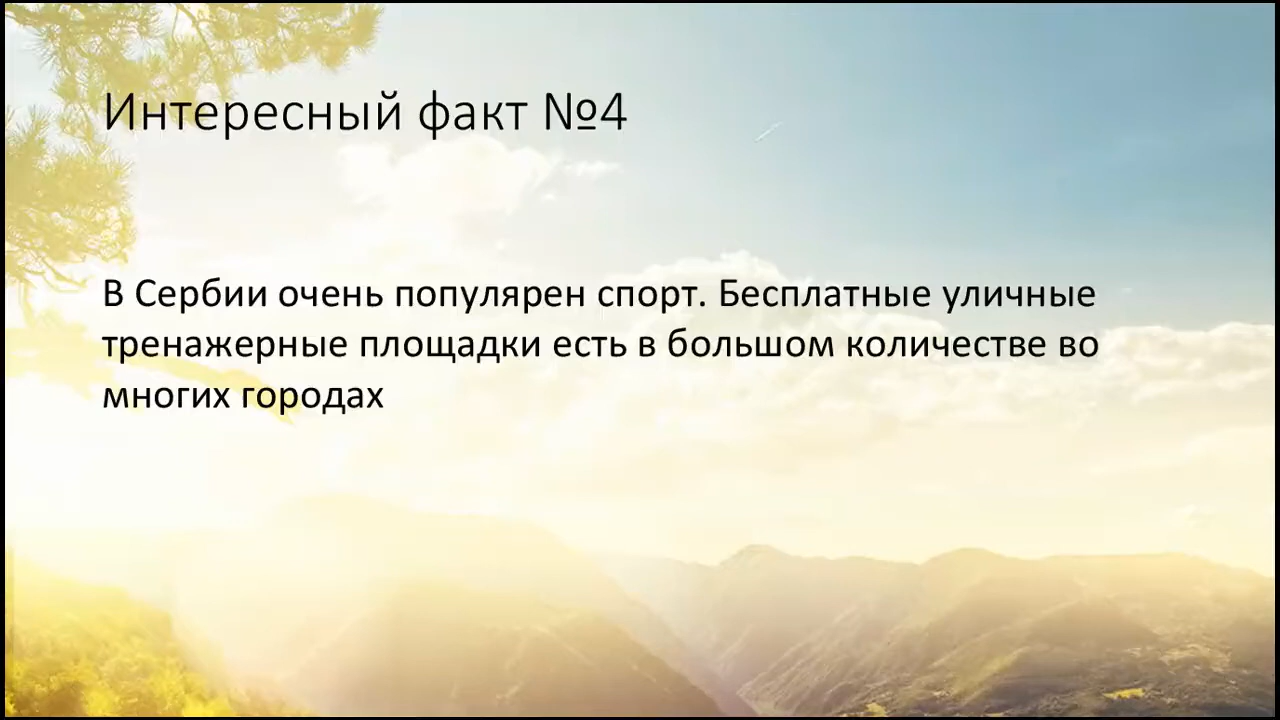 Интересный факт №4
В Сербии очень популярен спорт. Бесплатные уличные
тренажерные площадки есть в большом количестве во
многих городах